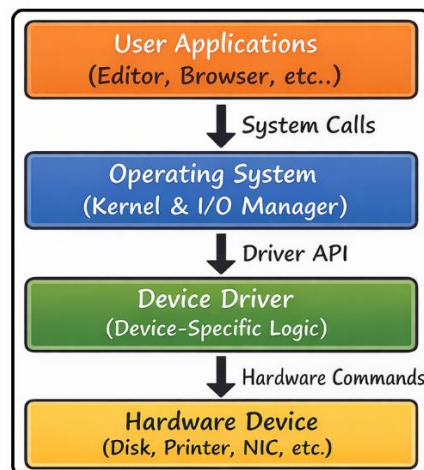 User Applications
(Editor, Browser, etc..)
System Calls
Operating System
(Kernel & I/O Manager)
Driver API
Device Driver
(Device-Specific Logic)
Hardware Commands
Hardware Device
(Disk, Printer, NIC, etc.)